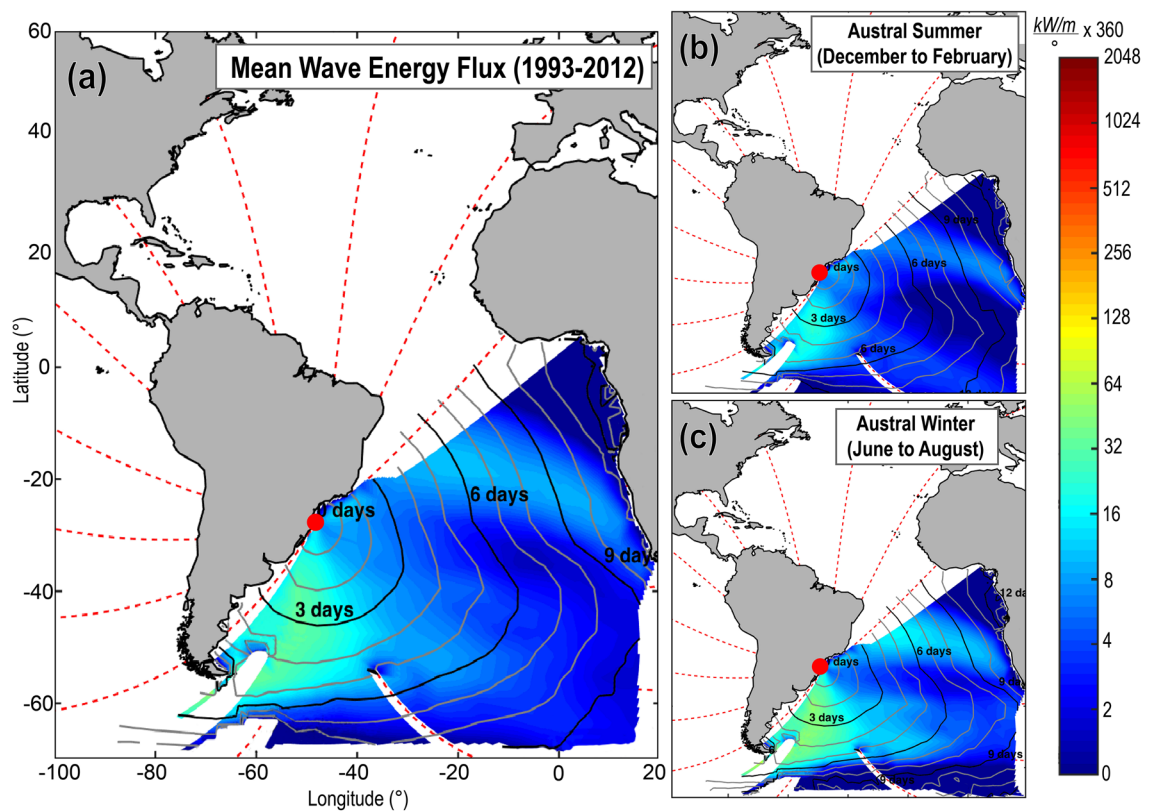 (a)
Mean Wave Energy Flux (1993-2012)
60
40
20
0
-20
-40
-60
Latitude (°)
-100
-80
-60
-40
-20
0
20
Longitude (°)
0 days
3 days
6 days
9 days
(b)
Austral Summer
(December to February)
9 days
6 days
0 days
3 days
6 days
(c)
Austral Winter
(June to August)
12 da
6 days
0 days
9 day
3 days
9 days
9 days
kW/m
° x 360
2048
1024
512
256
128
64
32
16
8
4
2
0